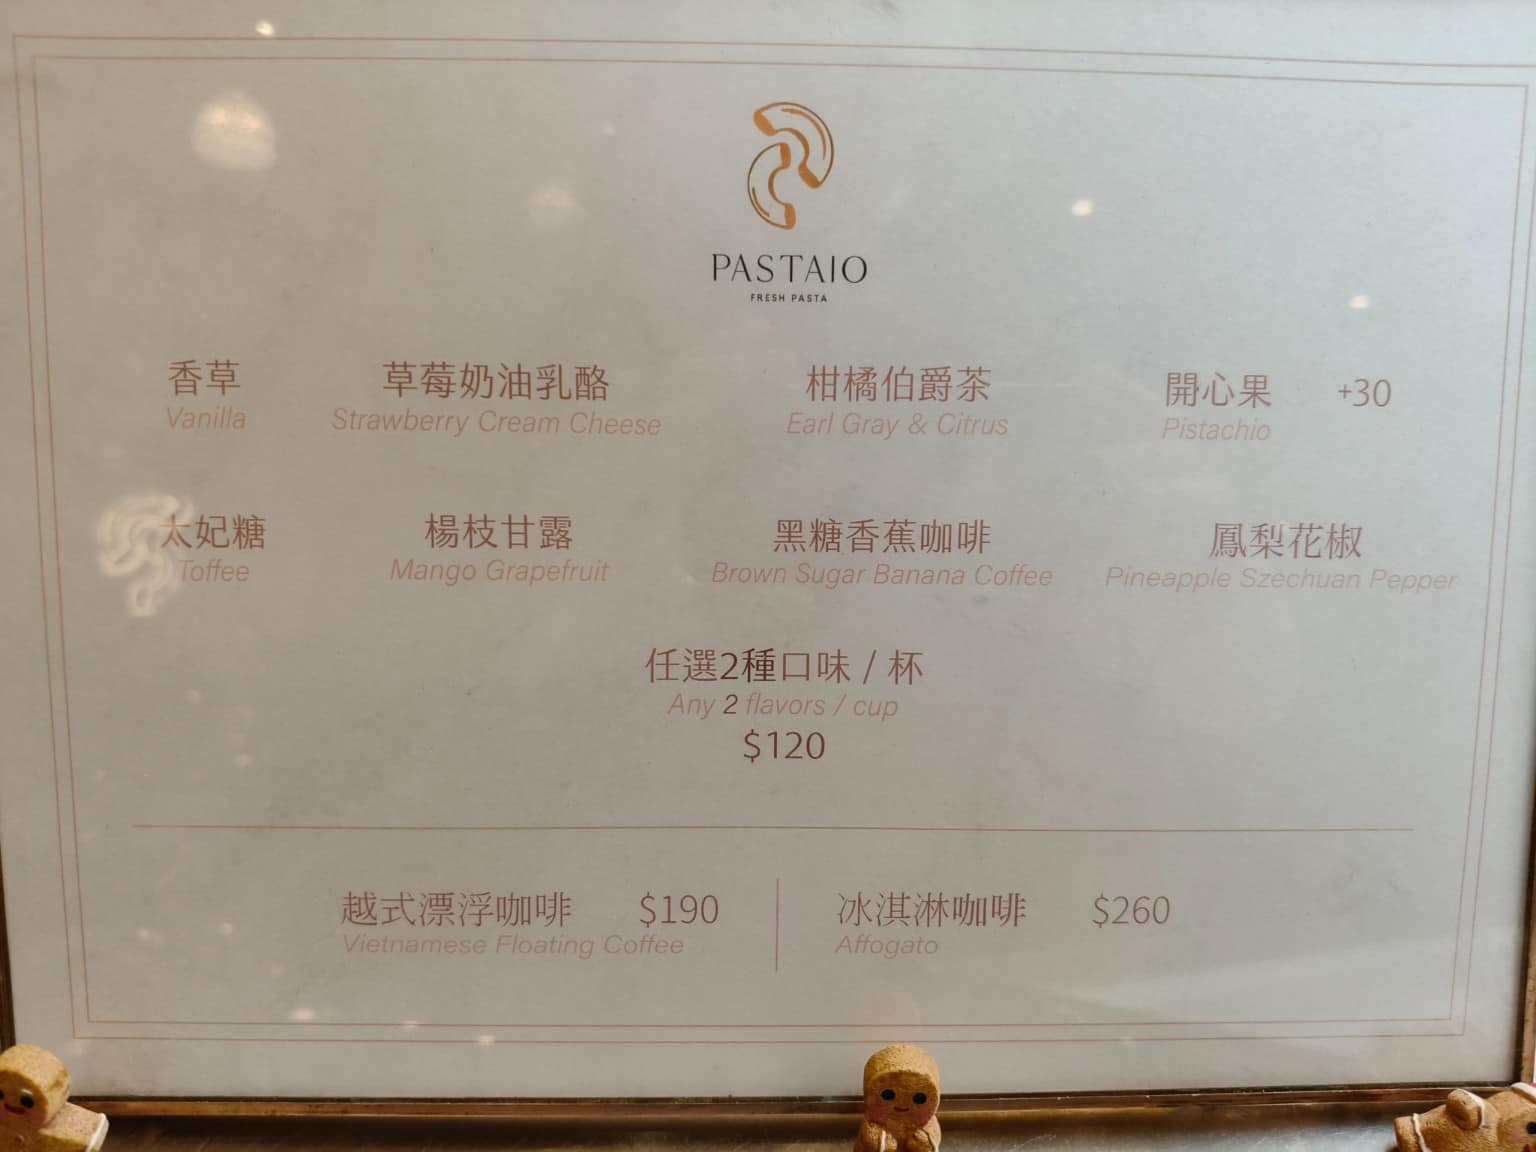 PASTAIO
FRESH PASTA
香草 草莓奶油乳酪 柑橘伯爵茶 開心果 +30
Vanilla Strawberry Cream Cheese Earl Gray & Citrus Pistachio
太妃糖 楊枝甘露 黑糖香蕉咖啡 鳳梨花椒
Toffee Mango Grapefruit Brown Sugar Banana Coffee Pineapple Szechuan Pepper
任選2種口味 / 杯
Any 2 flavors / cup
$120
越式漂浮咖啡 $190 冰淇淋咖啡 $260
Vietnamese Floating Coffee Affogato